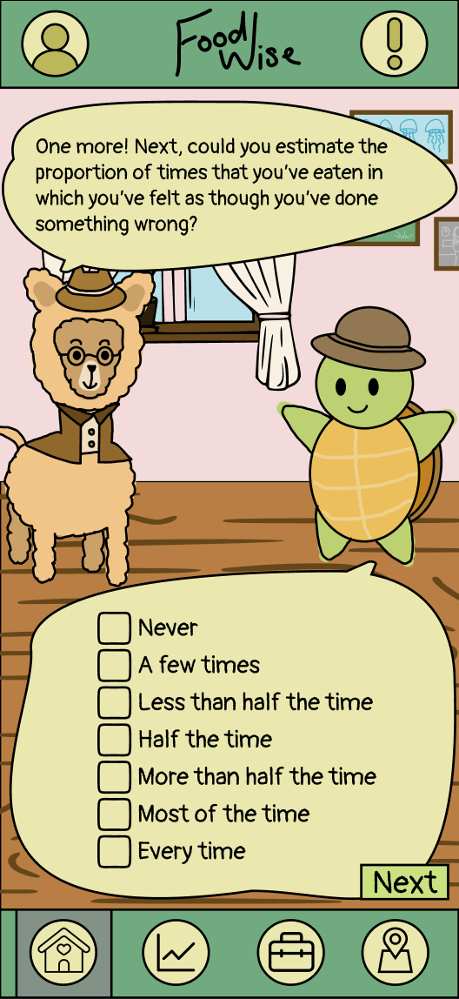 Food
Wise
One more! Next, could you estimate the
proportion of times that you've eaten in
which you've felt as though you've done
something wrong?
Never
A few times
Less than half the time
Half the time
More than half the time
Most of the time
Every time
Next